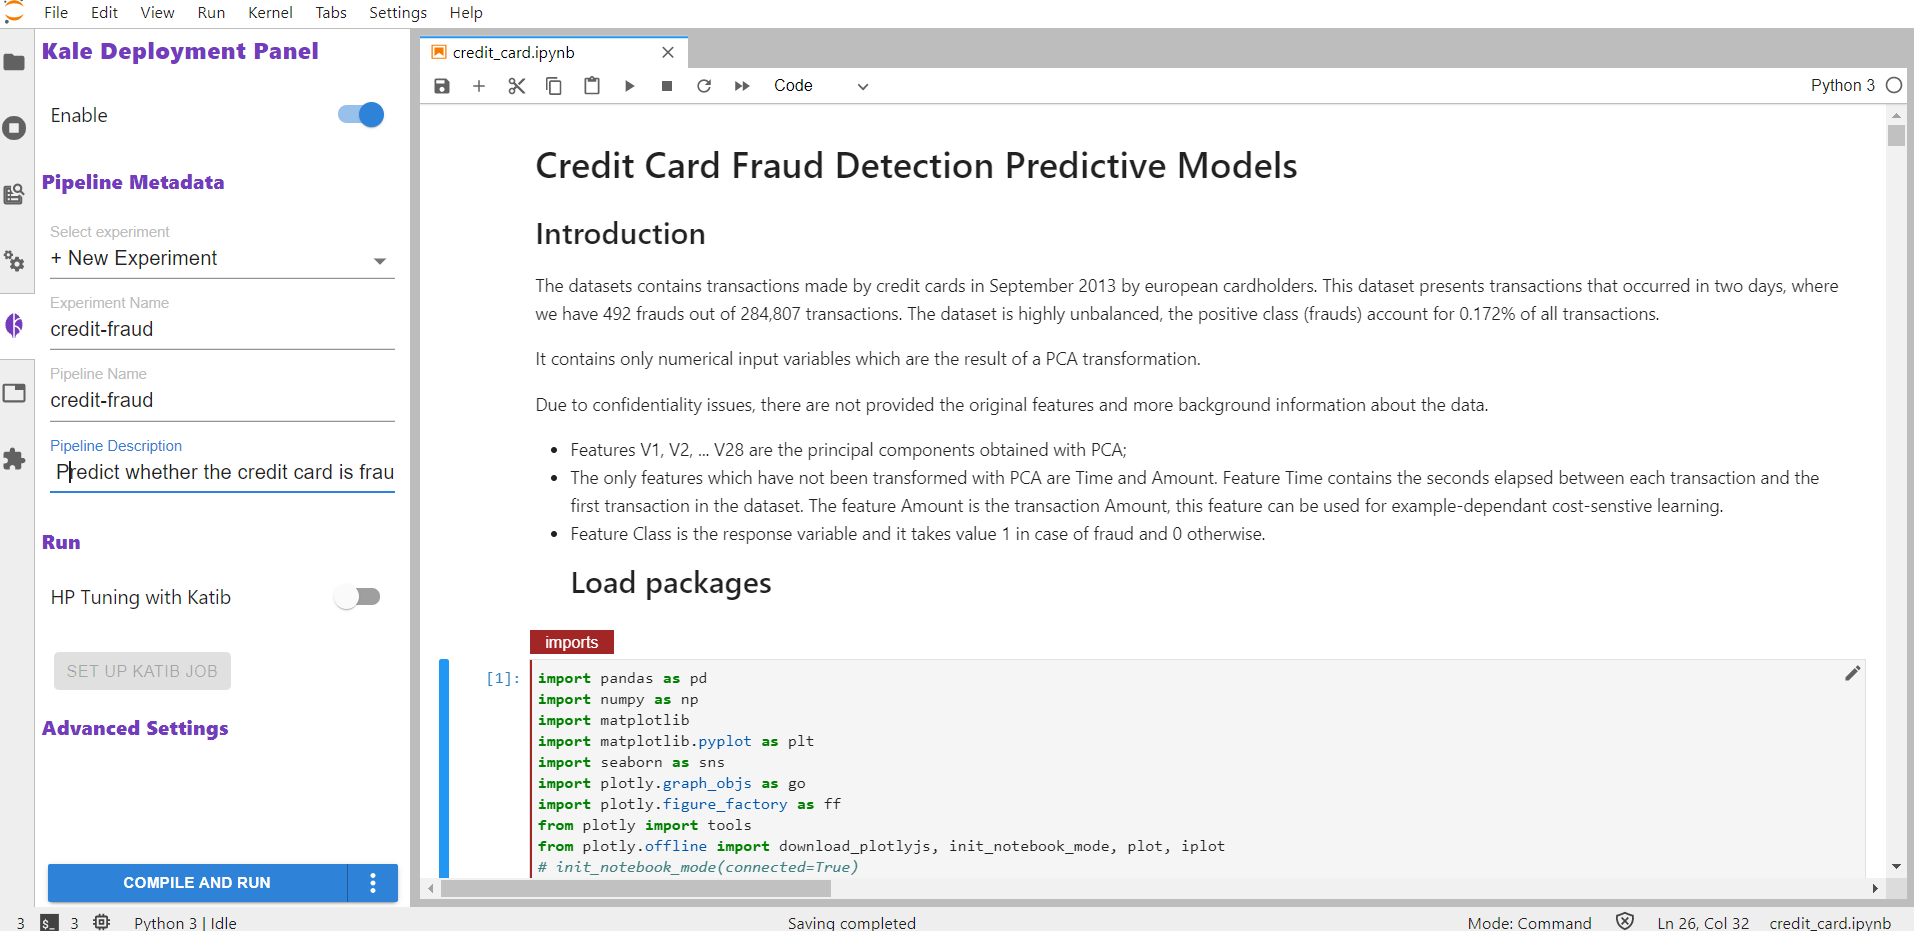 File Edit View Run Kernel Tabs Settings Help
Kale Deployment Panel
Enable
Pipeline Metadata
Select experiment
+ New Experiment
Experiment Name
credit-fraud
Pipeline Name
credit-fraud
Pipeline Description
Predict whether the credit card is frau
Run
HP Tuning with Katib
SET UP KATIB JOB
Advanced Settings
COMPILE AND RUN
credit_card.ipynb
Code
Python 3
Credit Card Fraud Detection Predictive Models
Introduction
The datasets contains transactions made by credit cards in September 2013 by european cardholders. This dataset presents transactions that occurred in two days, where
we have 492 frauds out of 284,807 transactions. The dataset is highly unbalanced, the positive class (frauds) account for 0.172% of all transactions.
It contains only numerical input variables which are the result of a PCA transformation.
Due to confidentiality issues, there are not provided the original features and more background information about the data.
• Features V1, V2, ... V28 are the principal components obtained with PCA;
• The only features which have not been transformed with PCA are Time and Amount. Feature Time contains the seconds elapsed between each transaction and the
first transaction in the dataset. The feature Amount is the transaction Amount, this feature can be used for example-dependant cost-senstive learning.
• Feature Class is the response variable and it takes value 1 in case of fraud and 0 otherwise.
Load packages
imports
[1]: import pandas as pd
import numpy as np
import matplotlib
import matplotlib.pyplot as plt
import seaborn as sns
import plotly.graph_objs as go
import plotly.figure_factory as ff
from plotly import tools
from plotly.offline import download_plotlyjs, init_notebook_mode, plot, iplot
# init_notebook_mode(connected=True)
3 $_ 3 Python 3 | Idle Saving completed Mode: Command Ln 26, Col 32 credit_card.ipynb